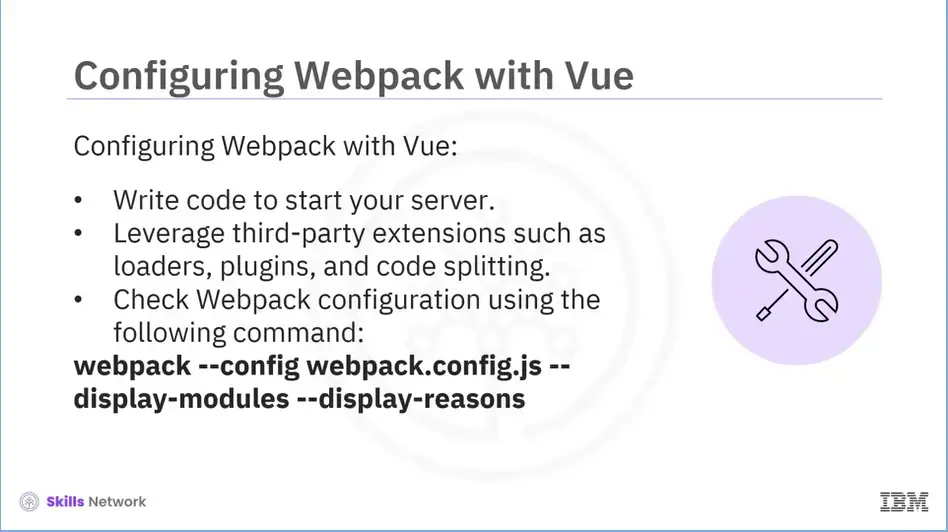 Configuring Webpack with Vue
Configuring Webpack with Vue:
• Write code to start your server.
• Leverage third-party extensions such as
loaders, plugins, and code splitting.
• Check Webpack configuration using the
following command:
webpack --config webpack.config.js --
display-modules --display-reasons
Skills Network
IBM